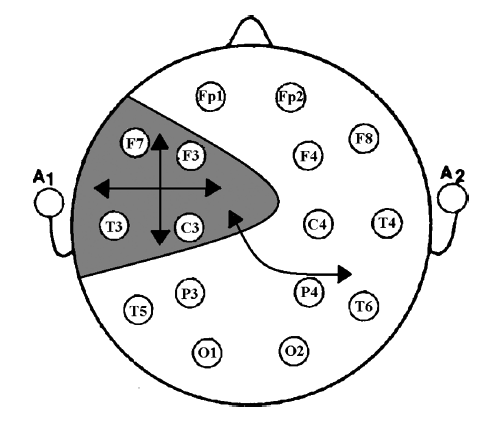 Fp1 Fp2
F7 F3 F4 F8
A1 A2
T3 C3 C4 T4
T5 P3 P4 T6
O1 O2